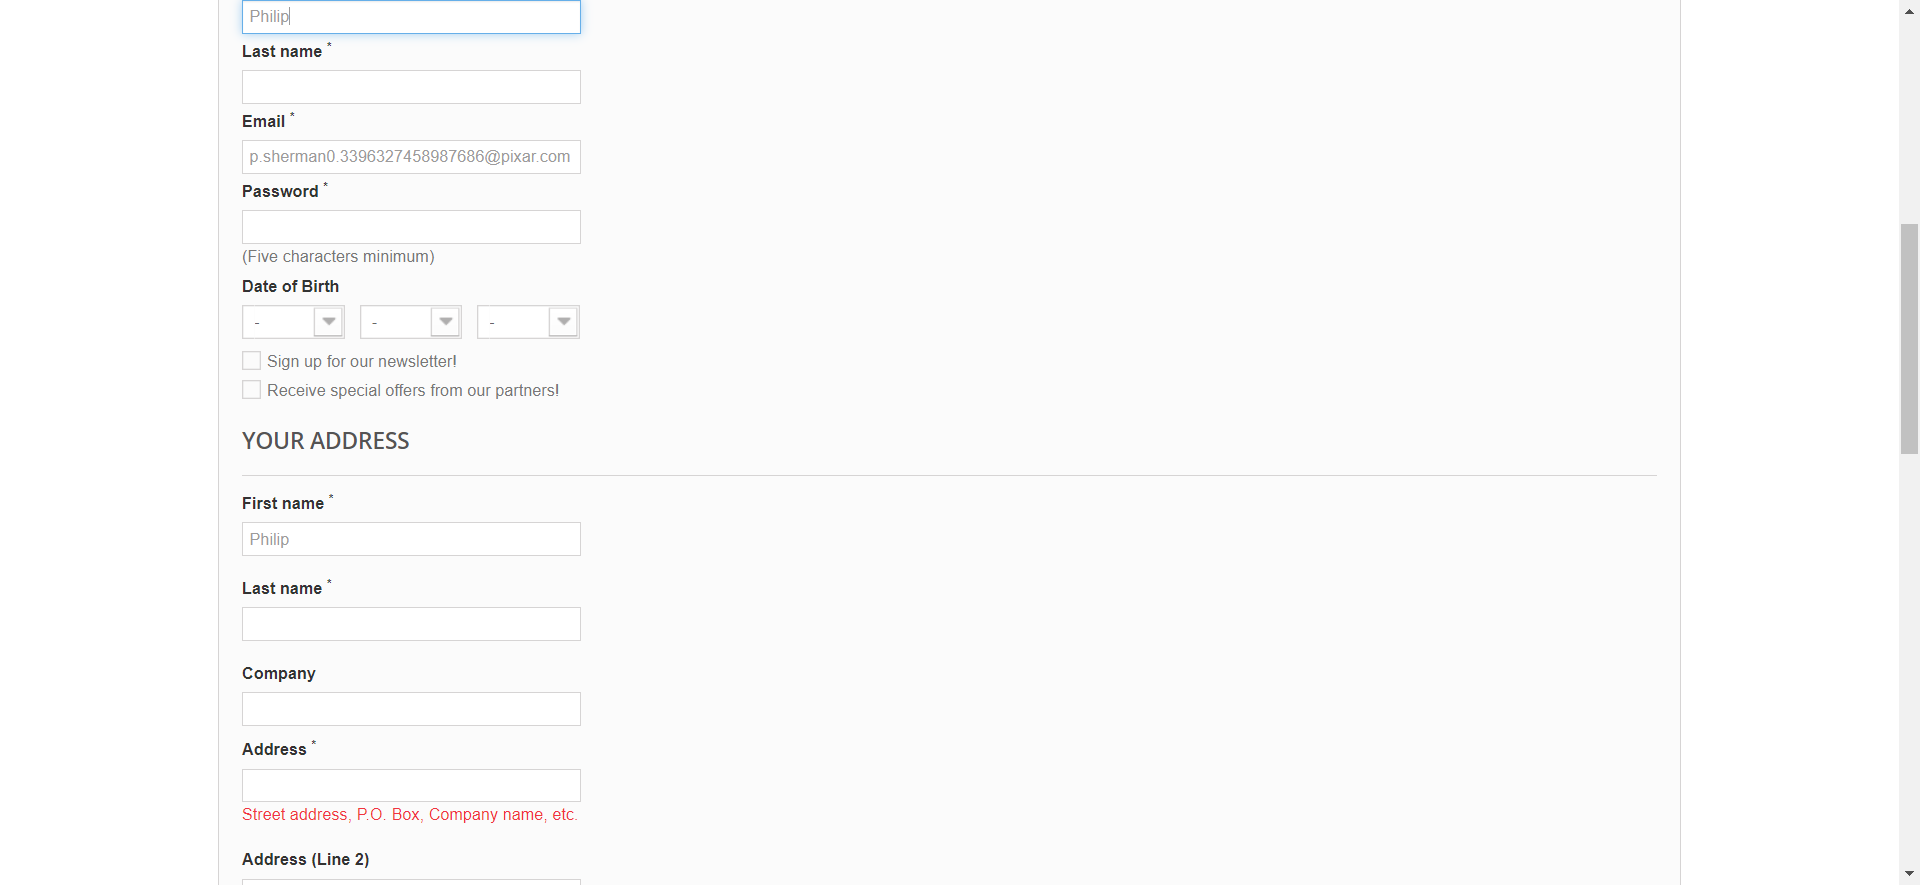 Philip
Last name *
Email *
p.sherman0.3396327458987686@pixar.com
Password *
(Five characters minimum)
Date of Birth
- - -
Sign up for our newsletter!
Receive special offers from our partners!
YOUR ADDRESS
First name *
Philip
Last name *
Company
Address *
Street address, P.O. Box, Company name, etc.
Address (Line 2)